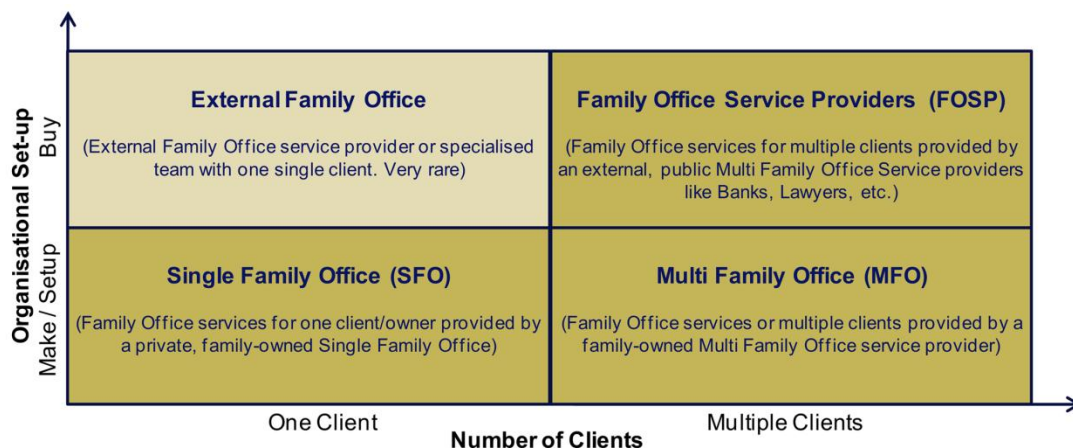 Organisational Set-up
Buy
Make / Setup
External Family Office
(External Family Office service provider or specialised
team with one single client. Very rare)
Family Office Service Providers (FOSP)
(Family Office services for multiple clients provided by
an external, public Multi Family Office Service providers
like Banks, Lawyers, etc.)
Single Family Office (SFO)
(Family Office services for one client/owner provided by
a private, family-owned Single Family Office)
Multi Family Office (MFO)
(Family Office services or multiple clients provided by a
family-owned Multi Family Office service provider)
One Client
Multiple Clients
Number of Clients